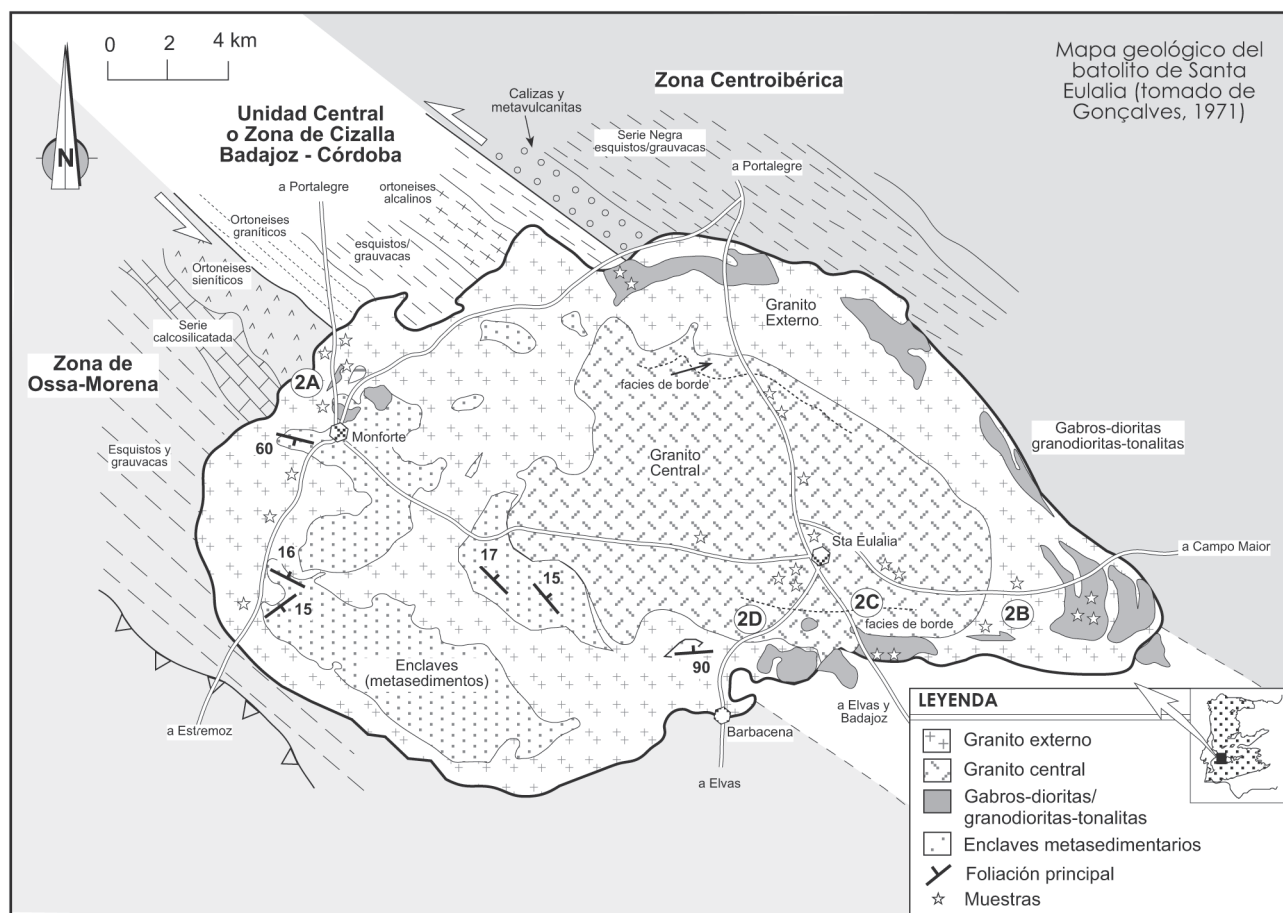 0 2 4 km
Mapa geológico del
batolito de Santa
Eulalia (tomado de
Gonçalves, 1971)
Zona Centroibérica
Calizas y
metavulcanitas
Unidad Central
o Zona de Cizalla
Badajoz - Córdoba
Serie Negra
esquistos/grauvacas
N
a Portalegre
a Portalegre
ortoneises
alcalinos
Ortoneises
graníticos
esquistos/
grauvacas
Ortoneises
sieníticos
Serie
calcosilicatada
Zona de
Ossa-Morena
Granito
Externo
2A
facies de borde
Monforte
60
Gabros-dioritas
granodioritas-tonalitas
Esquistos y
grauvacas
Granito
Central
Sta Eulalia
a Campo Maior
16
17
15
15
2D
2C
2B
facies de borde
90
Enclaves
(metasedimentos)
a Estremoz
Barbacena
a Elvas y
Badajoz
a Elvas
LEYENDA
Granito externo
Granito central
Gabros-dioritas/
granodioritas-tonalitas
Enclaves metasedimentarios
Foliación principal
Muestras